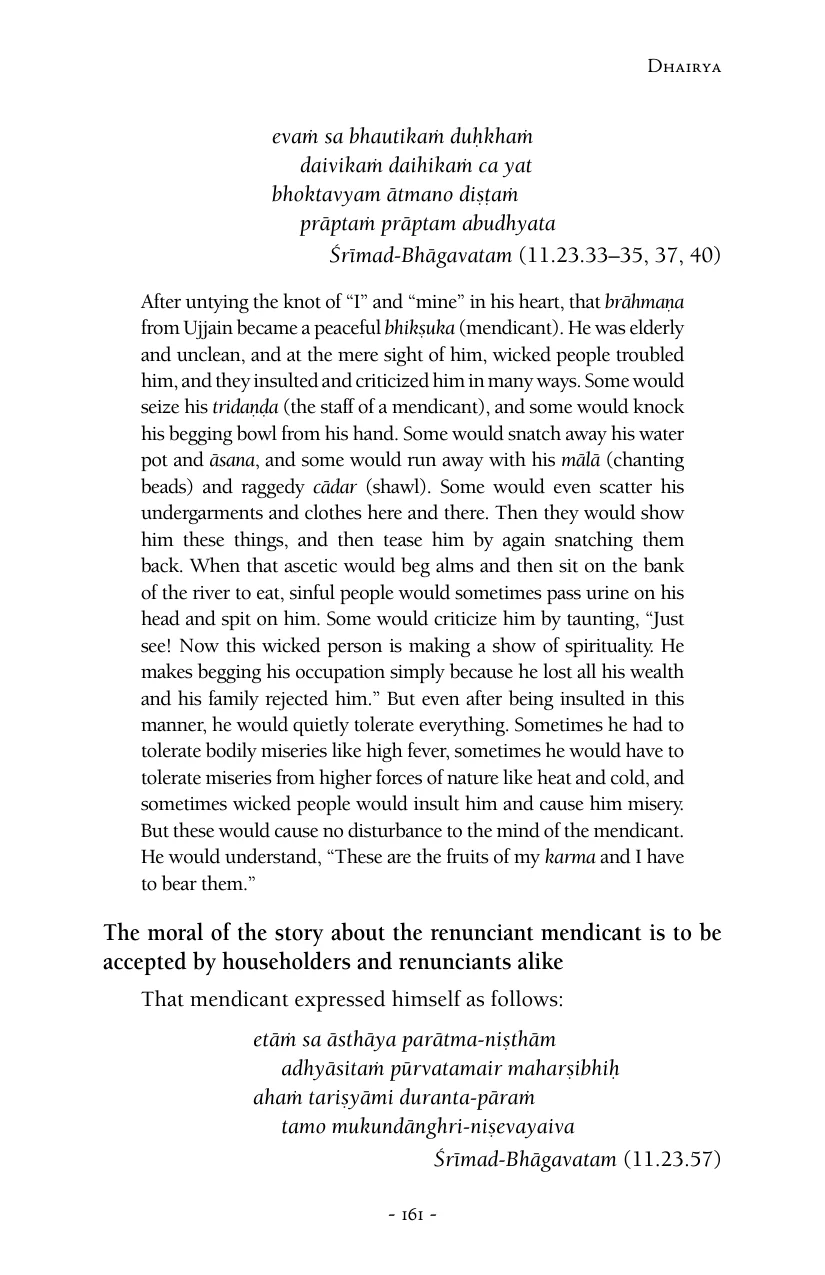 Dhairya
evaṁ sa bhautikaṁ duḥkhaṁ
daivikaṁ daihikaṁ ca yat
bhoktavyam ātmano diṣṭaṁ
prāptaṁ prāptam abudhyata
Śrīmad-Bhāgavatam (11.23.33–35, 37, 40)
After untying the knot of “I” and “mine” in his heart, that brāhmaṇa
from Ujjain became a peaceful bhikṣuka (mendicant). He was elderly
and unclean, and at the mere sight of him, wicked people troubled
him, and they insulted and criticized him in many ways. Some would
seize his tridaṇḍa (the staff of a mendicant), and some would knock
his begging bowl from his hand. Some would snatch away his water
pot and āsana, and some would run away with his mālā (chanting
beads) and raggedy cādar (shawl). Some would even scatter his
undergarments and clothes here and there. Then they would show
him these things, and then tease him by again snatching them
back. When that ascetic would beg alms and then sit on the bank
of the river to eat, sinful people would sometimes pass urine on his
head and spit on him. Some would criticize him by taunting, “Just
see! Now this wicked person is making a show of spirituality. He
makes begging his occupation simply because he lost all his wealth
and his family rejected him.” But even after being insulted in this
manner, he would quietly tolerate everything. Sometimes he had to
tolerate bodily miseries like high fever, sometimes he would have to
tolerate miseries from higher forces of nature like heat and cold, and
sometimes wicked people would insult him and cause him misery.
But these would cause no disturbance to the mind of the mendicant.
He would understand, “These are the fruits of my karma and I have
to bear them.”
The moral of the story about the renunciant mendicant is to be
accepted by householders and renunciants alike
That mendicant expressed himself as follows:
etāṁ sa āsthāya parātma-niṣthām
adhyāsitaṁ pūrvatamair maharṣibhiḥ
ahaṁ tariṣyāmi duranta-pāraṁ
tamo mukundānghri-niṣevayaiva
Śrīmad-Bhāgavatam (11.23.57)
- 161 -